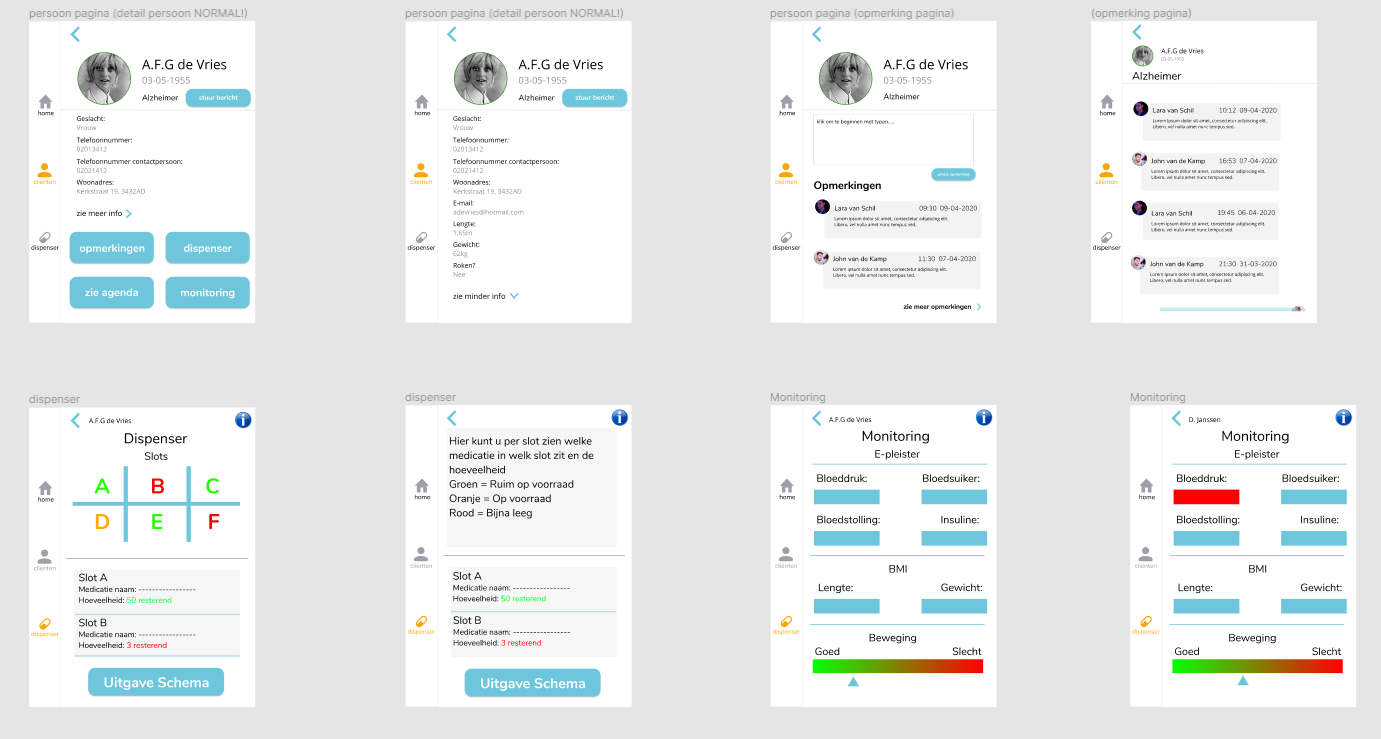 persoon pagina (detail persoon NORMAL!)
A.F.G de Vries
03-05-1955
Alzheimer
stuur bericht
home
cliënten
dispenser
Geslacht:
Vrouw
Telefoonnummer:
02013412
Telefoonnummer contactpersoon:
02021412
Woonadres:
Kerkstraat 19, 3432AD
zie meer info
opmerkingen
dispenser
zie agenda
monitoring
persoon pagina (detail persoon NORMAL!)
A.F.G de Vries
03-05-1955
Alzheimer
stuur bericht
home
cliënten
dispenser
Geslacht:
Vrouw
Telefoonnummer:
02013412
Telefoonnummer contactpersoon:
02021412
Woonadres:
Kerkstraat 19, 3432AD
E-mail:
adevries@hotmail.com
Lengte:
1,65m
Gewicht:
62kg
Roken?
Nee
zie minder info
persoon pagina (opmerking pagina)
A.F.G de Vries
03-05-1955
Alzheimer
home
cliënten
dispenser
klik om te beginnen met typen....
Opmerkingen
Lara van Schil 09:30 09-04-2020
Lorem ipsum dolor sit amet, consectetur adipiscing elit.
Libero, vel nulla amet nunc tempus sed.
John van de Kamp 11:30 07-04-2020
Lorem ipsum dolor sit amet, consectetur adipiscing elit.
Libero, vel nulla amet nunc tempus sed.
zie meer opmerkingen
(opmerking pagina)
A.F.G de Vries
03-05-1955
Alzheimer
home
cliënten
dispenser
Lara van Schil 10:12 09-04-2020
Lorem ipsum dolor sit amet, consectetur adipiscing elit.
Libero, vel nulla amet nunc tempus sed.
John van de Kamp 16:53 07-04-2020
Lorem ipsum dolor sit amet, consectetur adipiscing elit.
Libero, vel nulla amet nunc tempus sed.
Lara van Schil 19:45 06-04-2020
Lorem ipsum dolor sit amet, consectetur adipiscing elit.
Libero, vel nulla amet nunc tempus sed.
John van de Kamp 21:30 31-03-2020
Lorem ipsum dolor sit amet, consectetur adipiscing elit.
Libero, vel nulla amet nunc tempus sed.
dispenser
A.F.G de Vries
i
Dispenser
Slots
A B C
D E F
home
cliënten
dispenser
Slot A
Medicatie naam: -----------------
Hoeveelheid: 50 resterend
Slot B
Medicatie naam: -----------------
Hoeveelheid: 3 resterend
Uitgave Schema
dispenser
i
Hier kunt u per slot zien welke
medicatie in welk slot zit en de
hoeveelheid
Groen = Ruim op voorraad
Oranje = Op voorraad
Rood = Bijna leeg
home
cliënten
dispenser
Slot A
Medicatie naam: -----------------
Hoeveelheid: 50 resterend
Slot B
Medicatie naam: -----------------
Hoeveelheid: 3 resterend
Uitgave Schema
Monitoring
A.F.G de Vries
i
Monitoring
E-pleister
home
cliënten
dispenser
Bloeddruk: Bloedsuiker:
Bloedstolling: Insuline:
BMI
Lengte: Gewicht:
Beweging
Goed Slecht
Monitoring
D. Janssen
i
Monitoring
E-pleister
home
cliënten
dispenser
Bloeddruk: Bloedsuiker:
Bloedstolling: Insuline:
BMI
Lengte: Gewicht:
Beweging
Goed Slecht